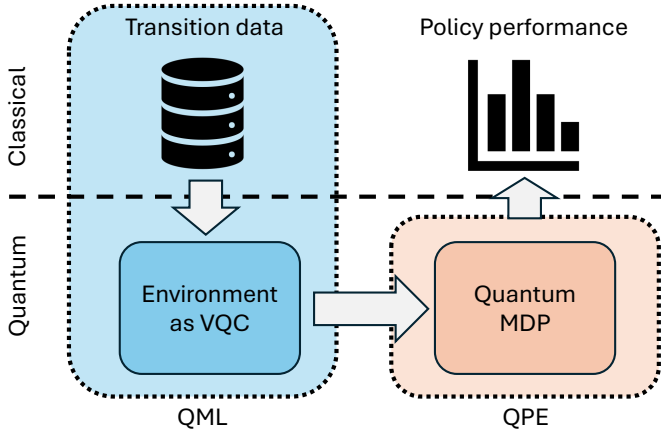 Transition data
Policy performance
Classical
Quantum
Environment
as VQC
Quantum
MDP
QML
QPE